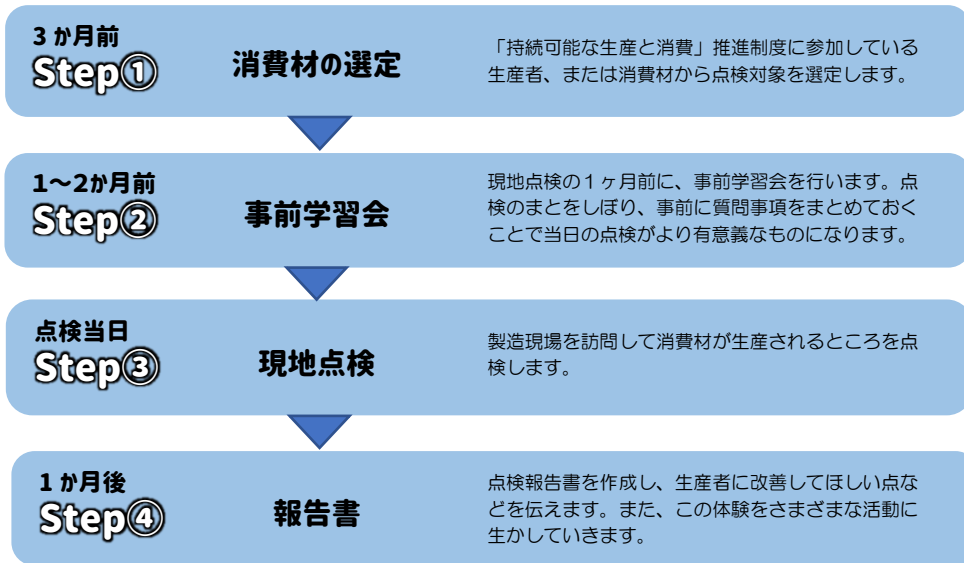 3か月前
Step①
消費材の選定
「持続可能な生産と消費」推進制度に参加している
生産者、または消費材から点検対象を選定します。
1～2か月前
Step②
事前学習会
現地点検の1ヶ月前に、事前学習会を行います。点
検のまとをしぼり、事前に質問事項をまとめておく
ことで当日の点検がより有意義なものになります。
点検当日
Step③
現地点検
製造現場を訪問して消費材が生産されるところを点
検します。
1か月後
Step④
報告書
点検報告書を作成し、生産者に改善してほしい点な
どを伝えます。また、この体験をさまざまな活動に
生かしていきます。